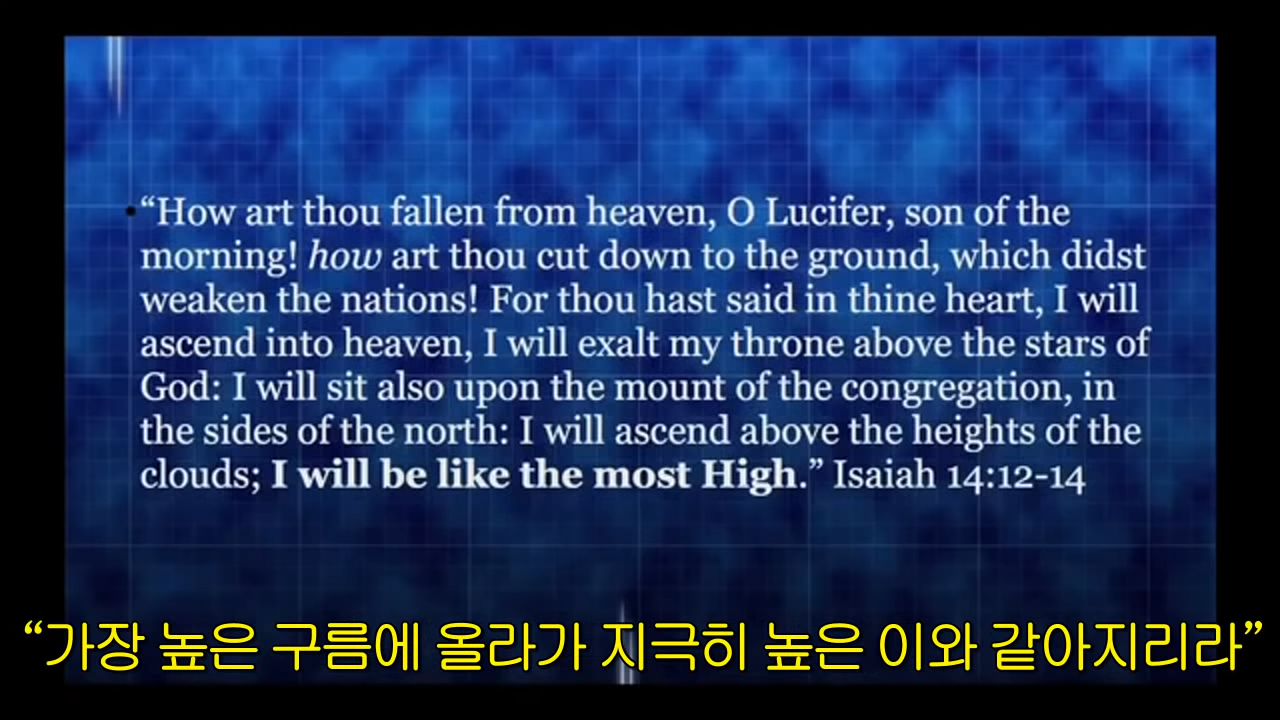 •“How art thou fallen from heaven, O Lucifer, son of the
morning! how art thou cut down to the ground, which didst
weaken the nations! For thou hast said in thine heart, I will
ascend into heaven, I will exalt my throne above the stars of
God: I will sit also upon the mount of the congregation, in
the sides of the north: I will ascend above the heights of the
clouds; I will be like the most High.” Isaiah 14:12-14
“가장 높은 구름에 올라가 지극히 높은 이와 같아지리라”